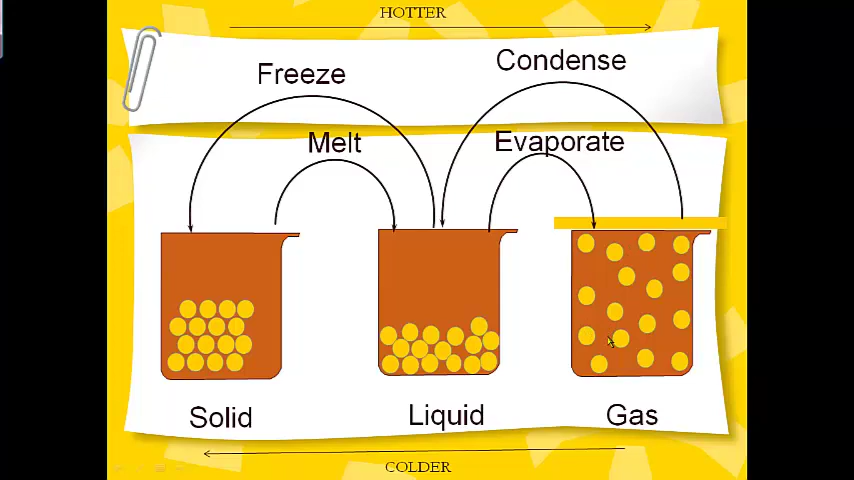 HOTTER
Freeze
Condense
Melt
Evaporate
Solid
Liquid
Gas
COLDER